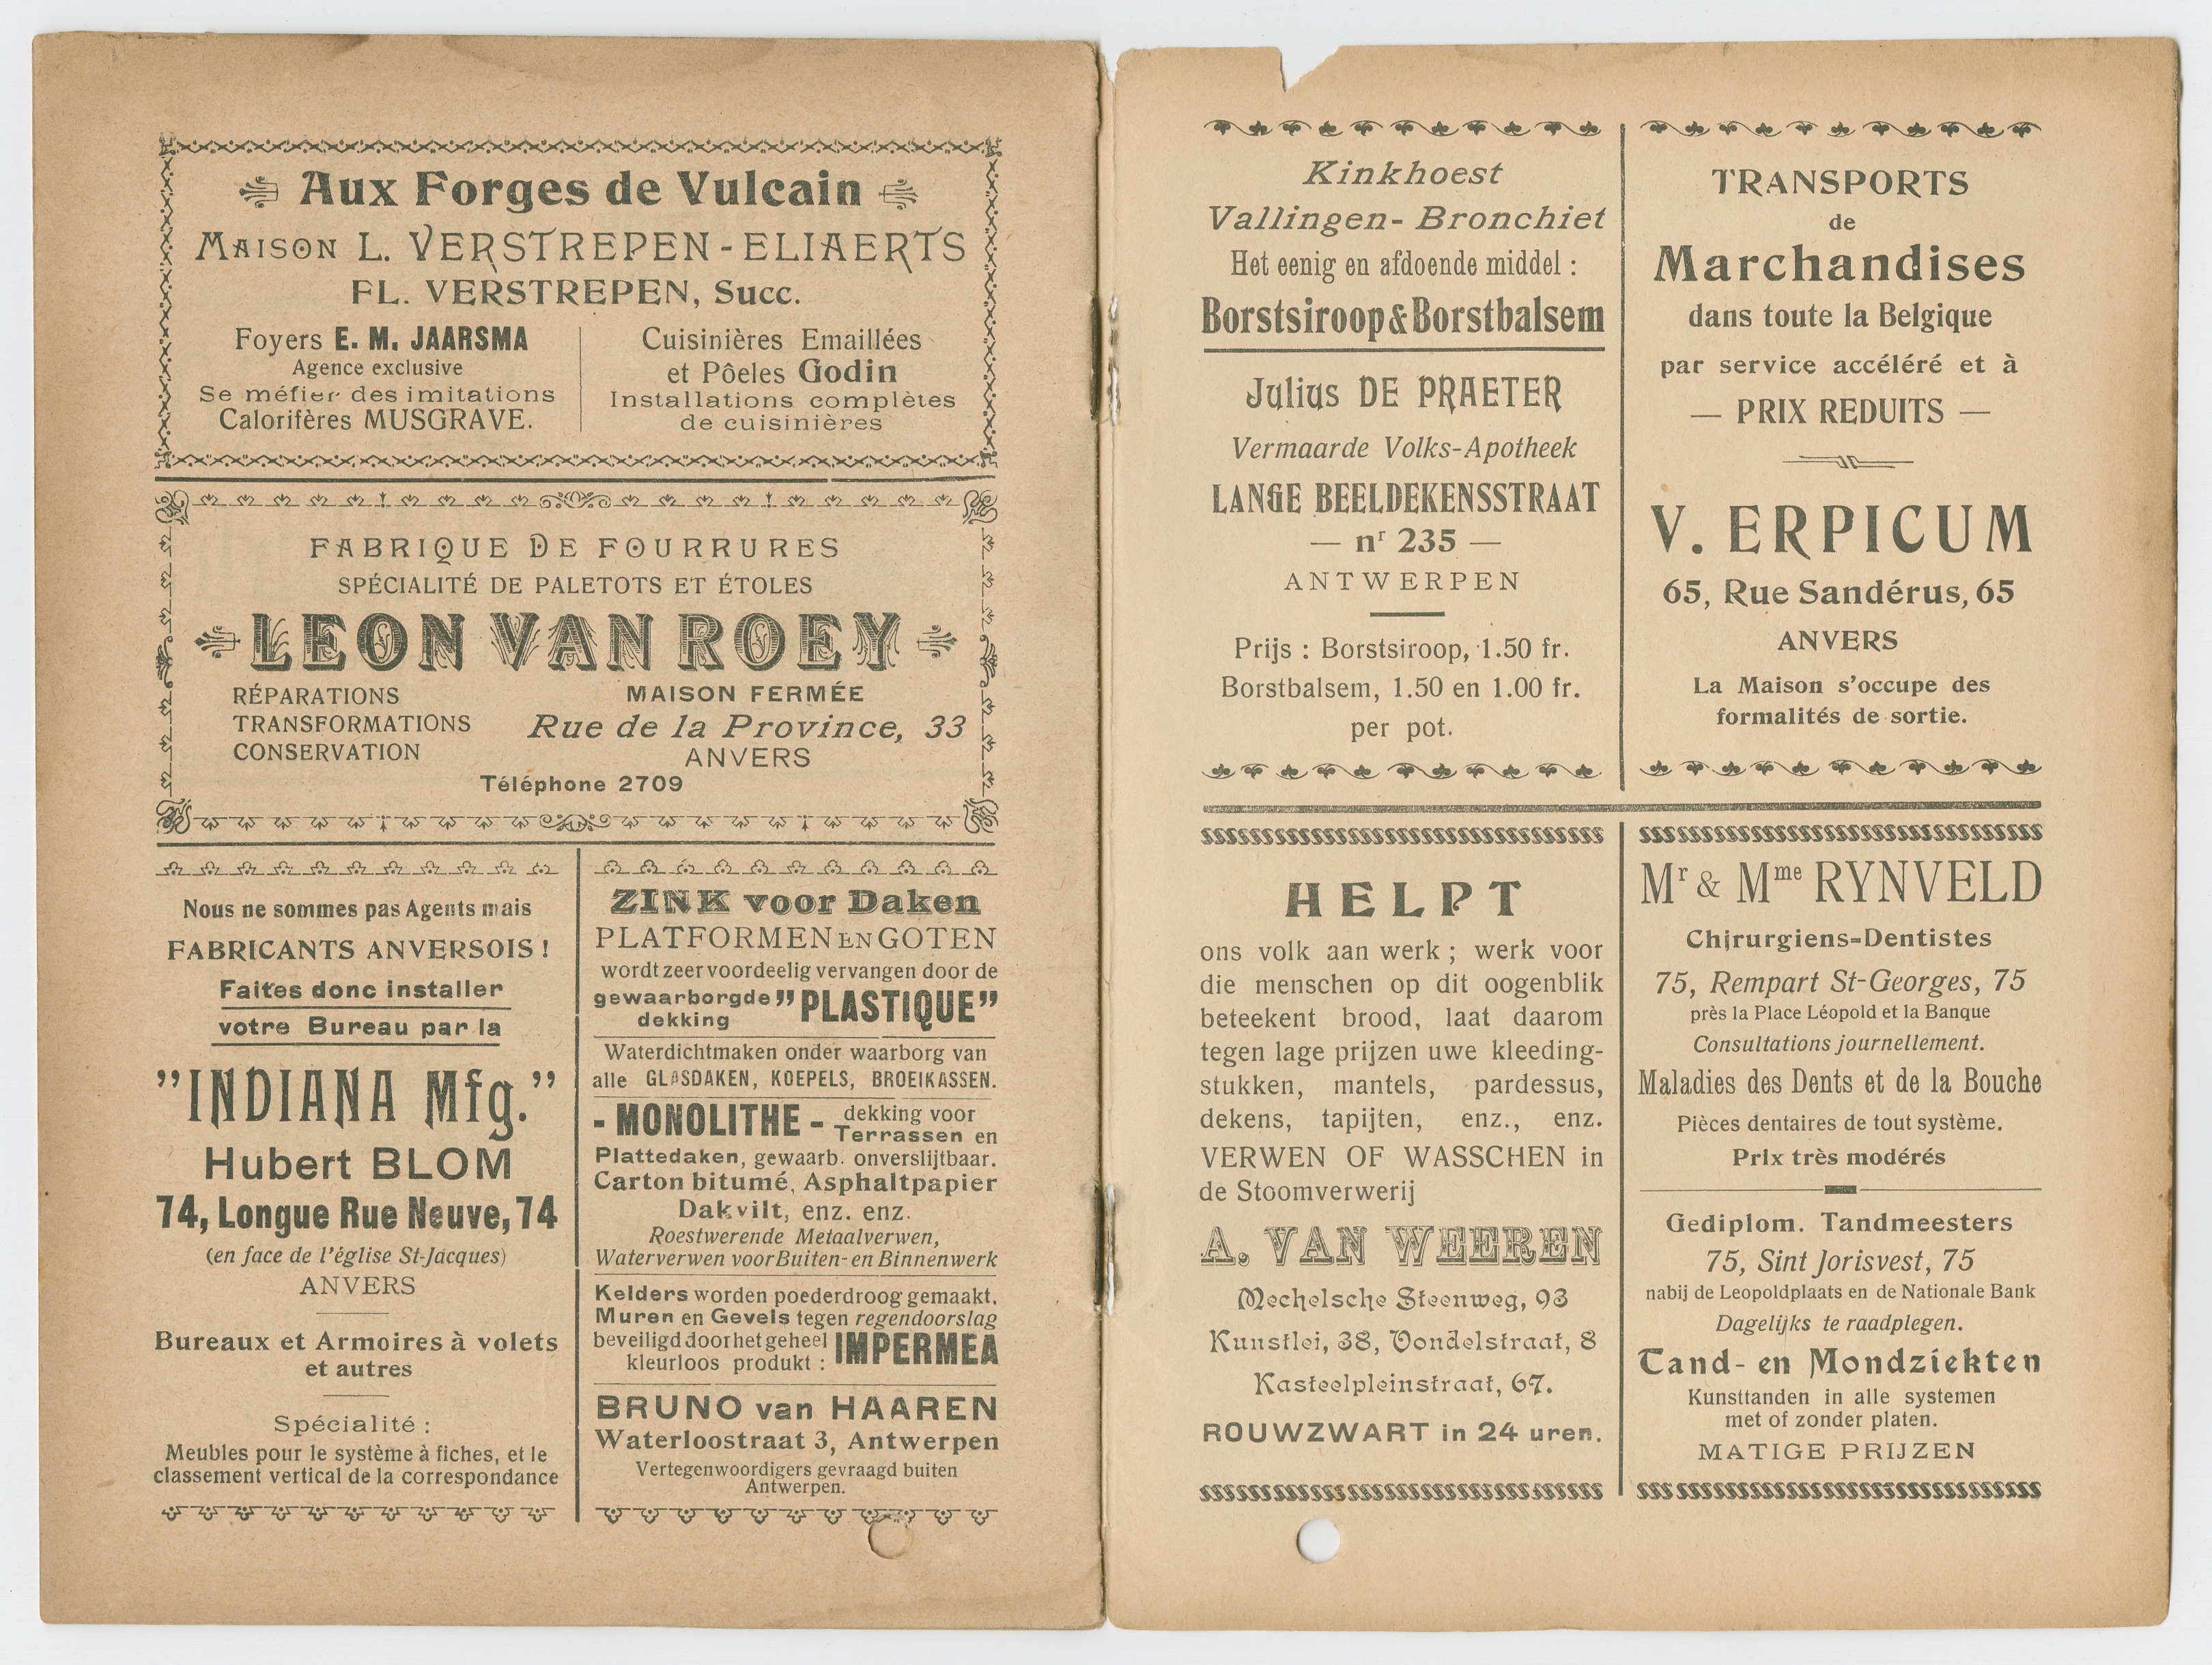 Aux Forges de Vulcain
MAISON L. VERSTREPEN-ELIAERTS
FL. VERSTREPEN, Succ.
Foyers E. M. JAARSMA
Agence exclusive
Se méfier des imitations
Calorifères MUSGRAVE.
Cuisinières Emaillées
et Pôeles Godin
Installations complètes
de cuisinières
FABRIQUE DE FOURRURES
SPÉCIALITÉ DE PALETOTS ET ÉTOLES
LEON VAN ROEY
RÉPARATIONS
TRANSFORMATIONS
CONSERVATION
MAISON FERMÉE
Rue de la Province, 33
ANVERS
Téléphone 2709
Nous ne sommes pas Agents mais
FABRICANTS ANVERSOIS !
Faites donc installer
votre Bureau par la
"INDIANA Mfg."
Hubert BLOM
74, Longue Rue Neuve, 74
(en face de l'église St-Jacques)
ANVERS
Bureaux et Armoires à volets
et autres
Spécialité :
Meubles pour le système à fiches, et le
classement vertical de la correspondance
ZINK voor Daken
PLATFORMEN EN GOTEN
wordt zeer voordeelig vervangen door de
gewaarborgde dekking "PLASTIQUE"
Waterdichtmaken onder waarborg van
alle GLASDAKEN, KOEPELS, BROEIKASSEN.
- MONOLITHE - dekking voor
Terrassen en
Plattedaken, gewaarb. onverslijtbaar.
Carton bitumé, Asphaltpapier
Dakvilt, enz. enz.
Roestwerende Metaalverwen,
Waterverwen voor Buiten- en Binnenwerk
Kelders worden poederdroog gemaakt,
Muren en Gevels tegen regendoorslag
beveiligd door het geheel
kleurloos produkt : IMPERMEA
BRUNO van HAAREN
Waterloostraat 3, Antwerpen
Vertegenwoordigers gevraagd buiten
Antwerpen.
Kinkhoest
Vallingen- Bronchiet
Het eenig en afdoende middel :
Borstsiroop & Borstbalsem
Julius DE PRAETER
Vermaarde Volks-Apotheek
LANGE BEELDEKENSSTRAAT
— nr 235 —
ANTWERPEN
Prijs : Borstsiroop, 1.50 fr.
Borstbalsem, 1.50 en 1.00 fr.
per pot.
TRANSPORTS
de
Marchandises
dans toute la Belgique
par service accéléré et à
— PRIX REDUITS —
V. ERPICUM
65, Rue Sandérus, 65
ANVERS
La Maison s'occupe des
formalités de sortie.
HELPT
ons volk aan werk ; werk voor
die menschen op dit oogenblik
beteekent brood, laat daarom
tegen lage prijzen uwe kleeding-
stukken, mantels, pardessus,
dekens, tapijten, enz., enz.
VERWEN OF WASSCHEN in
de Stoomverwerij
A. VAN WEEREN
Mechelsche Steenweg, 93
Kunstlei, 38, Vondelstraat, 8
Kasteelpleinstraat, 67.
ROUWZWART in 24 uren.
Mr & Mme RYNVELD
Chirurgiens-Dentistes
75, Rempart St-Georges, 75
près la Place Léopold et la Banque
Consultations journellement.
Maladies des Dents et de la Bouche
Pièces dentaires de tout système.
Prix très modérés
Gediplom. Tandmeesters
75, Sint Jorisvest, 75
nabij de Leopoldplaats en de Nationale Bank
Dagelijks te raadplegen.
Tand- en Mondziekten
Kunsttanden in alle systemen
met of zonder platen.
MATIGE PRIJZEN